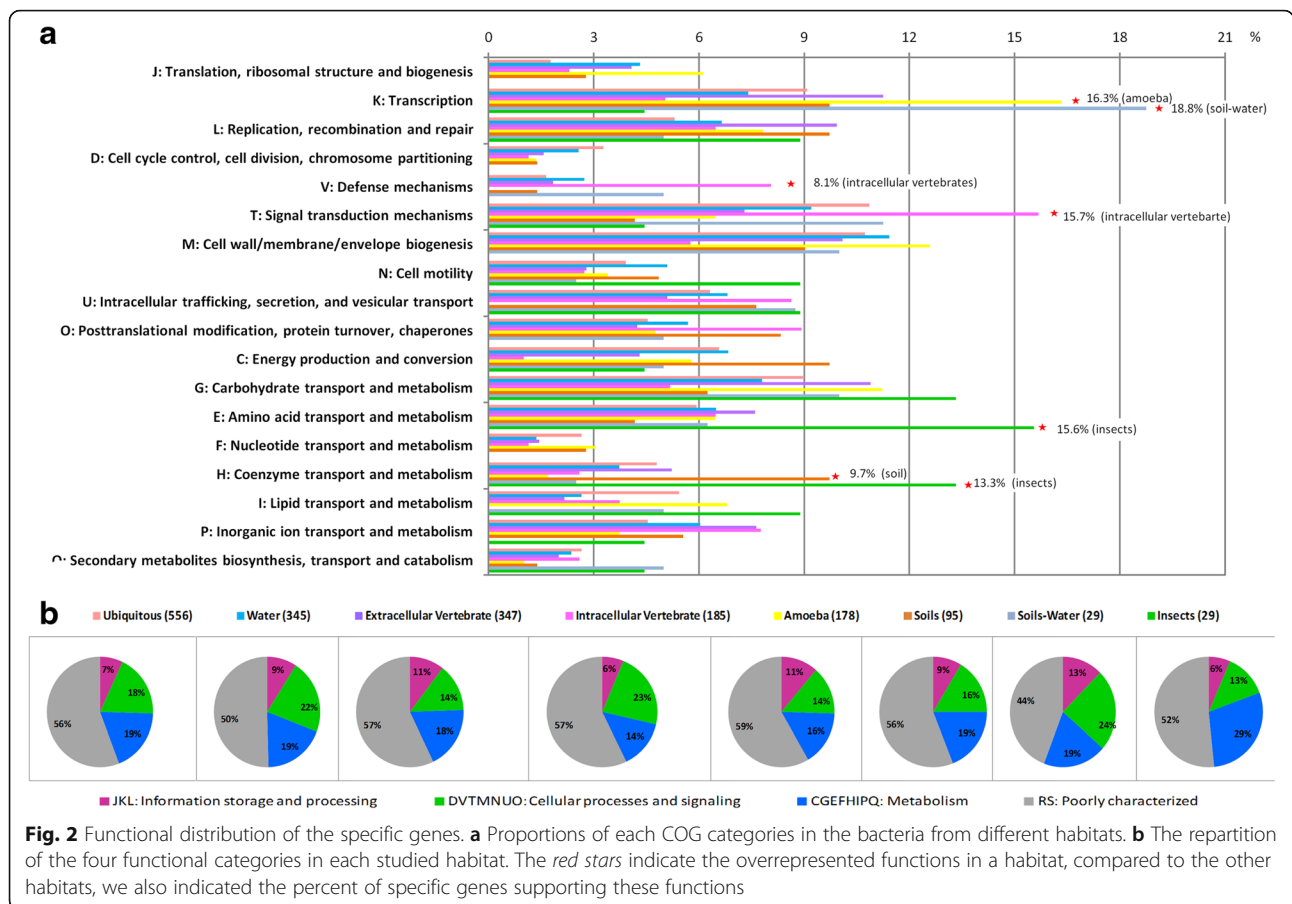 a
0 3 6 9 12 15 18 21 %
J: Translation, ribosomal structure and biogenesis
K: Transcription
16.3% (amoeba)
18.8% (soil-water)
L: Replication, recombination and repair
D: Cell cycle control, cell division, chromosome partitioning
V: Defense mechanisms
8.1% (intracellular vertebrates)
T: Signal transduction mechanisms
15.7% (intracellular vertebarte)
M: Cell wall/membrane/envelope biogenesis
N: Cell motility
U: Intracellular trafficking, secretion, and vesicular transport
O: Posttranslational modification, protein turnover, chaperones
C: Energy production and conversion
G: Carbohydrate transport and metabolism
E: Amino acid transport and metabolism
15.6% (insects)
F: Nucleotide transport and metabolism
H: Coenzyme transport and metabolism
9.7% (soil)
13.3% (insects)
I: Lipid transport and metabolism
P: Inorganic ion transport and metabolism
Secondary metabolites biosynthesis, transport and catabolism
b
Ubiquitous (556) Water (345) Extracellular Vertebrate (347) Intracellular Vertebrate (185) Amoeba (178) Soils (95) Soils-Water (29) Insects (29)
7% 18% 19% 56%
9% 22% 19% 50%
11% 14% 18% 57%
6% 23% 14% 57%
11% 14% 16% 59%
9% 16% 19% 56%
13% 24% 19% 44%
6% 13% 29% 52%
JKL: Information storage and processing DVTMNUO: Cellular processes and signaling CGEFHIPQ: Metabolism RS: Poorly characterized
Fig. 2 Functional distribution of the specific genes. a Proportions of each COG categories in the bacteria from different habitats. b The repartition
of the four functional categories in each studied habitat. The red stars indicate the overrepresented functions in a habitat, compared to the other
habitats, we also indicated the percent of specific genes supporting these functions